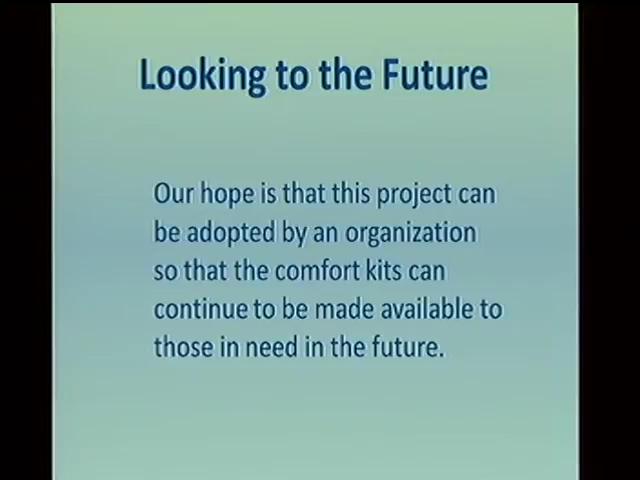 Looking to the Future
Our hope is that this project can
be adopted by an organization
so that the comfort kits can
continue to be made available to
those in need in the future.